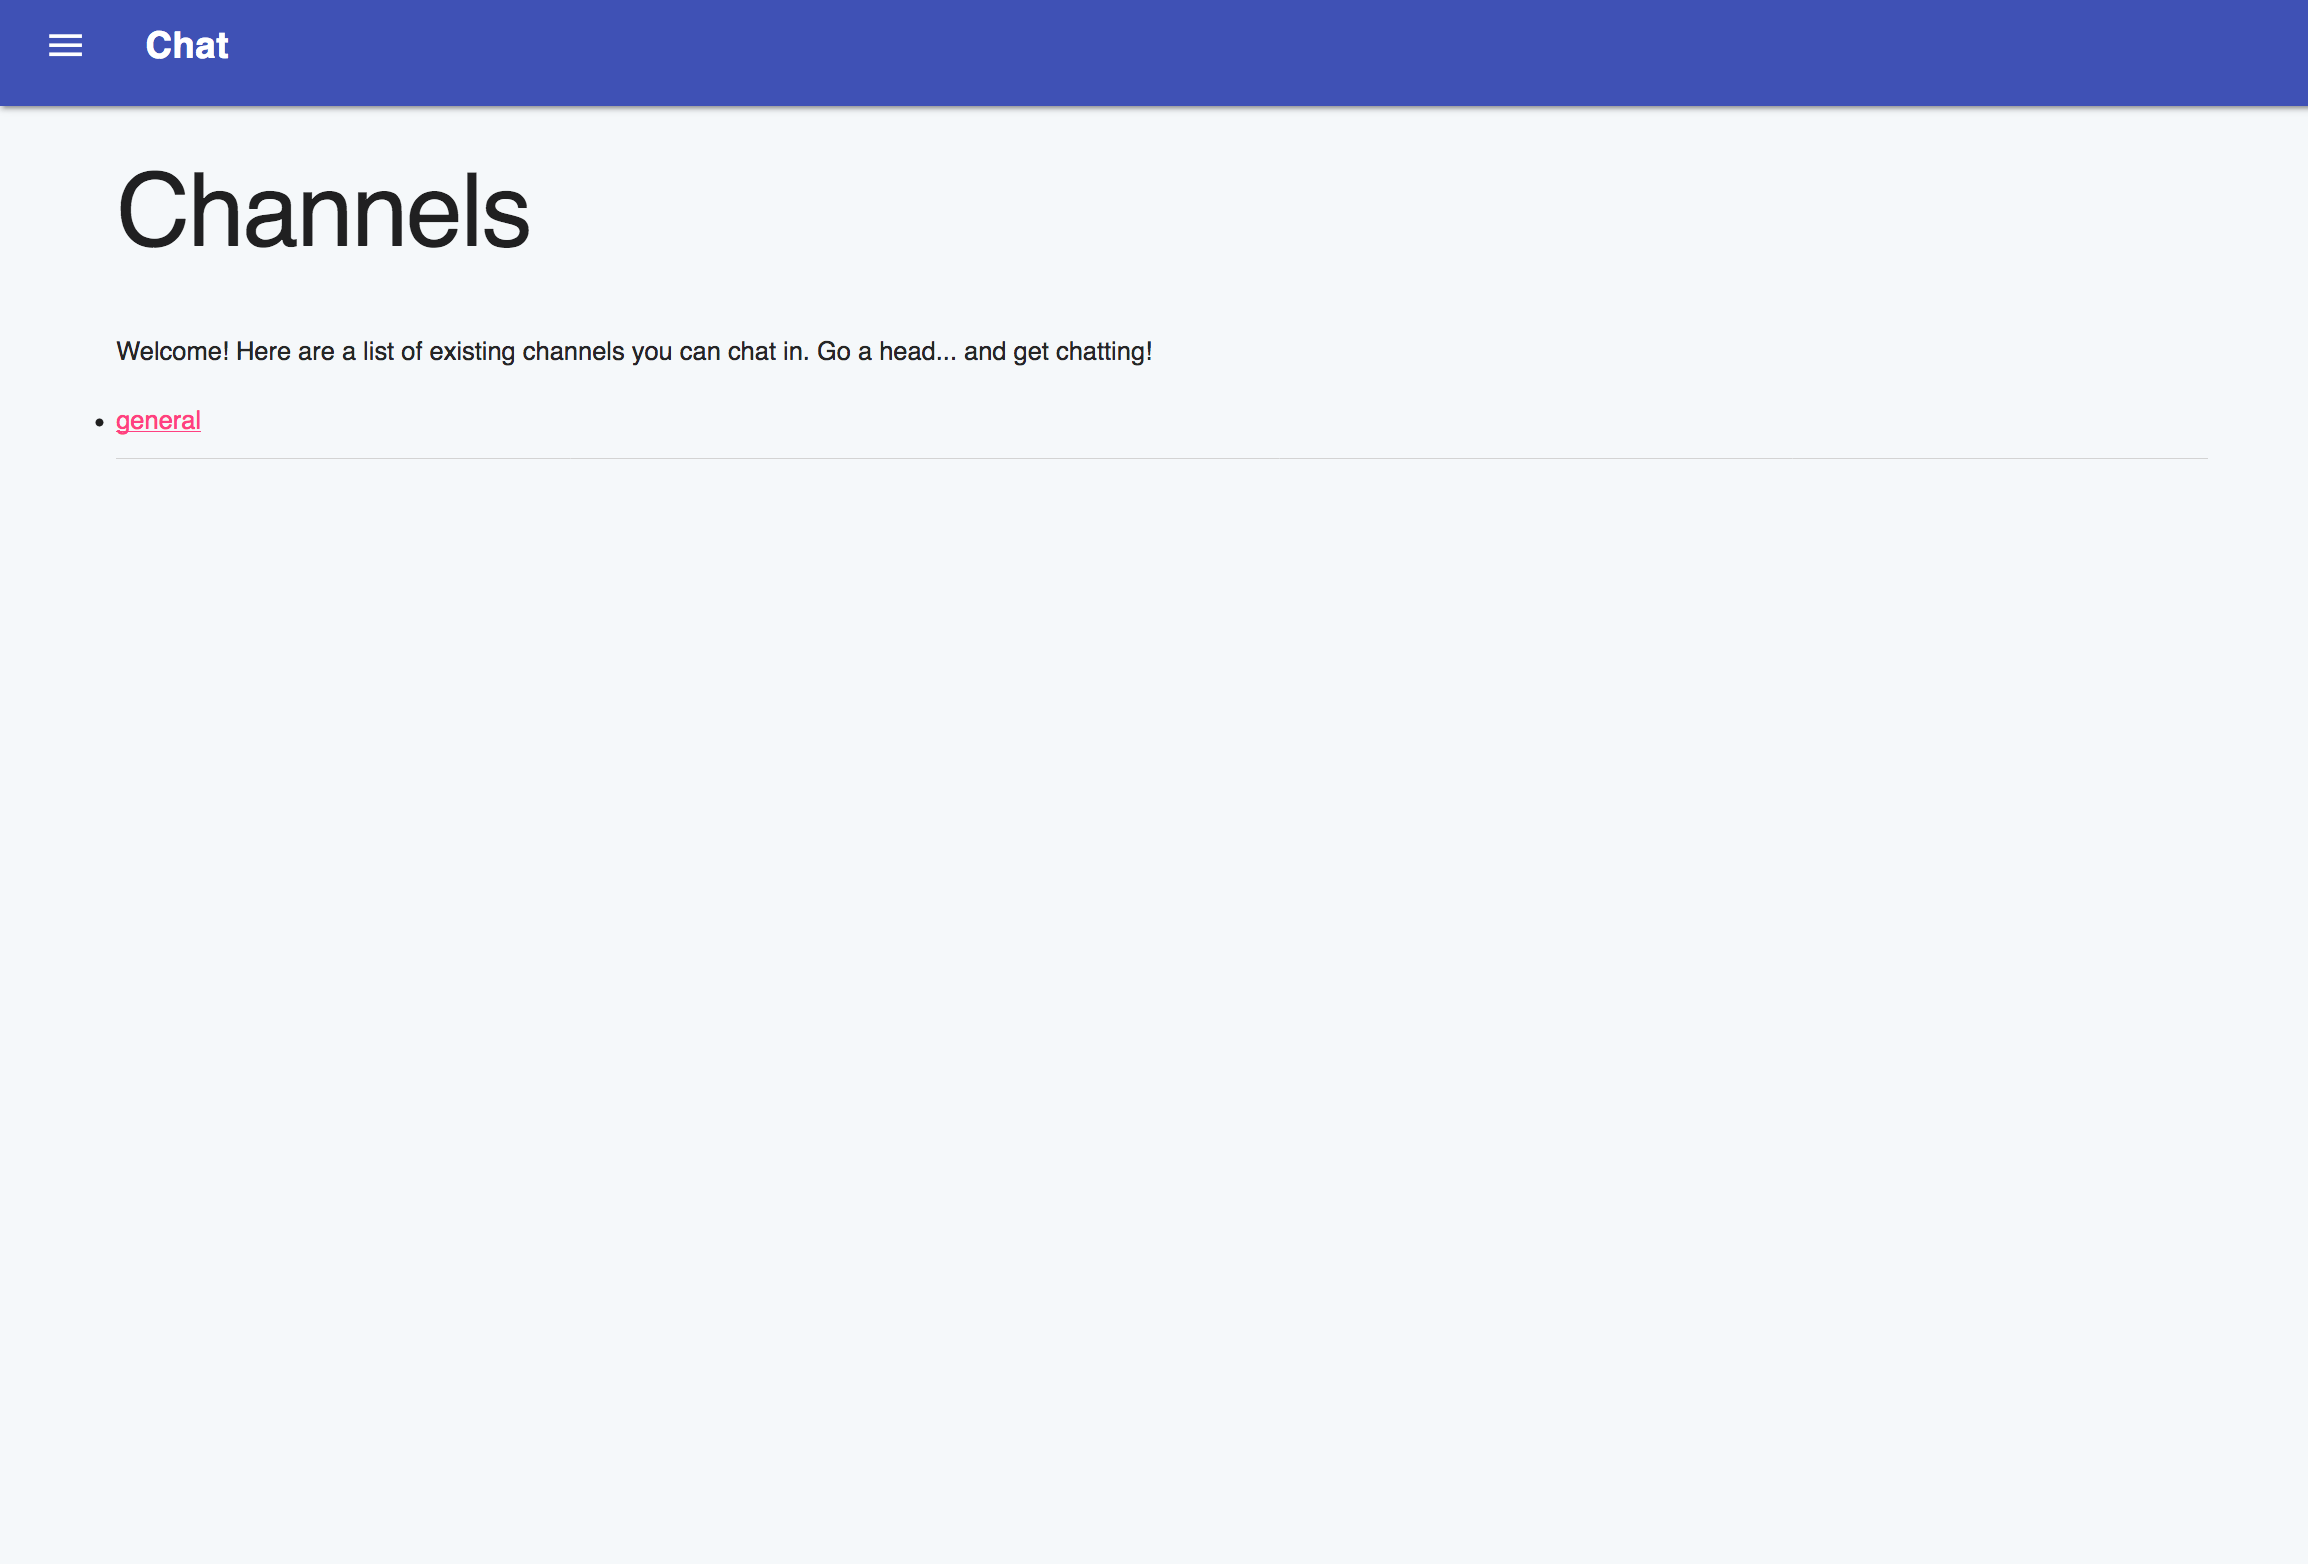 Chat
Channels
Welcome! Here are a list of existing channels you can chat in. Go a head... and get chatting!
general